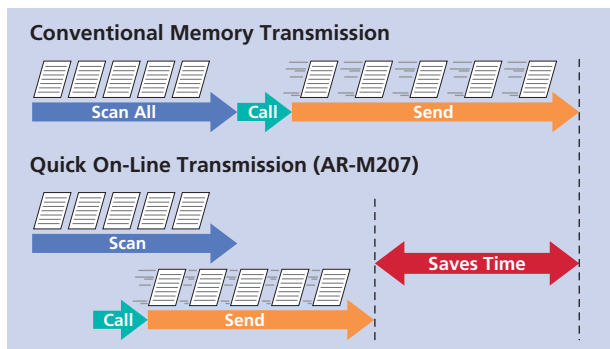 Conventional Memory Transmission
Scan All
Call
Send
Quick On-Line Transmission (AR-M207)
Scan
Saves Time
Call
Send